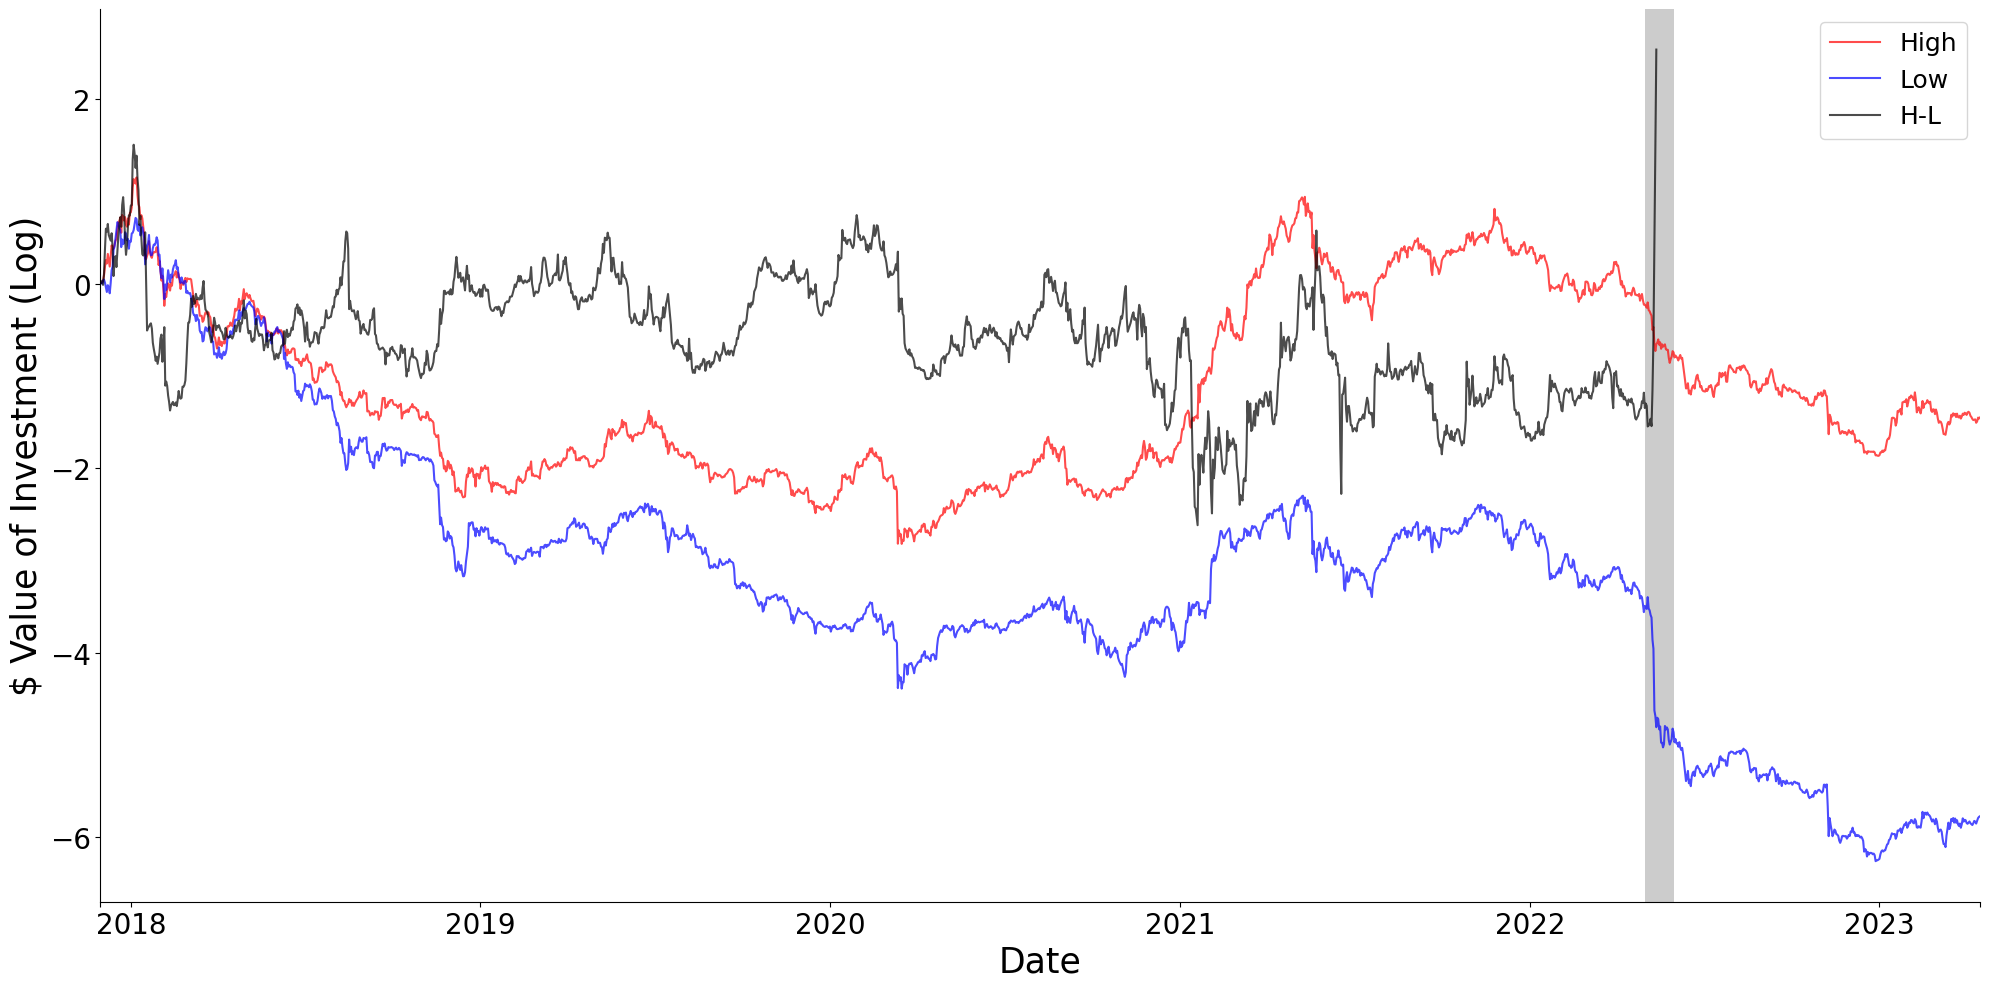 High
Low
H-L
$ Value of Investment (Log)
2
0
−2
−4
−6
2018 2019 2020 2021 2022 2023
Date